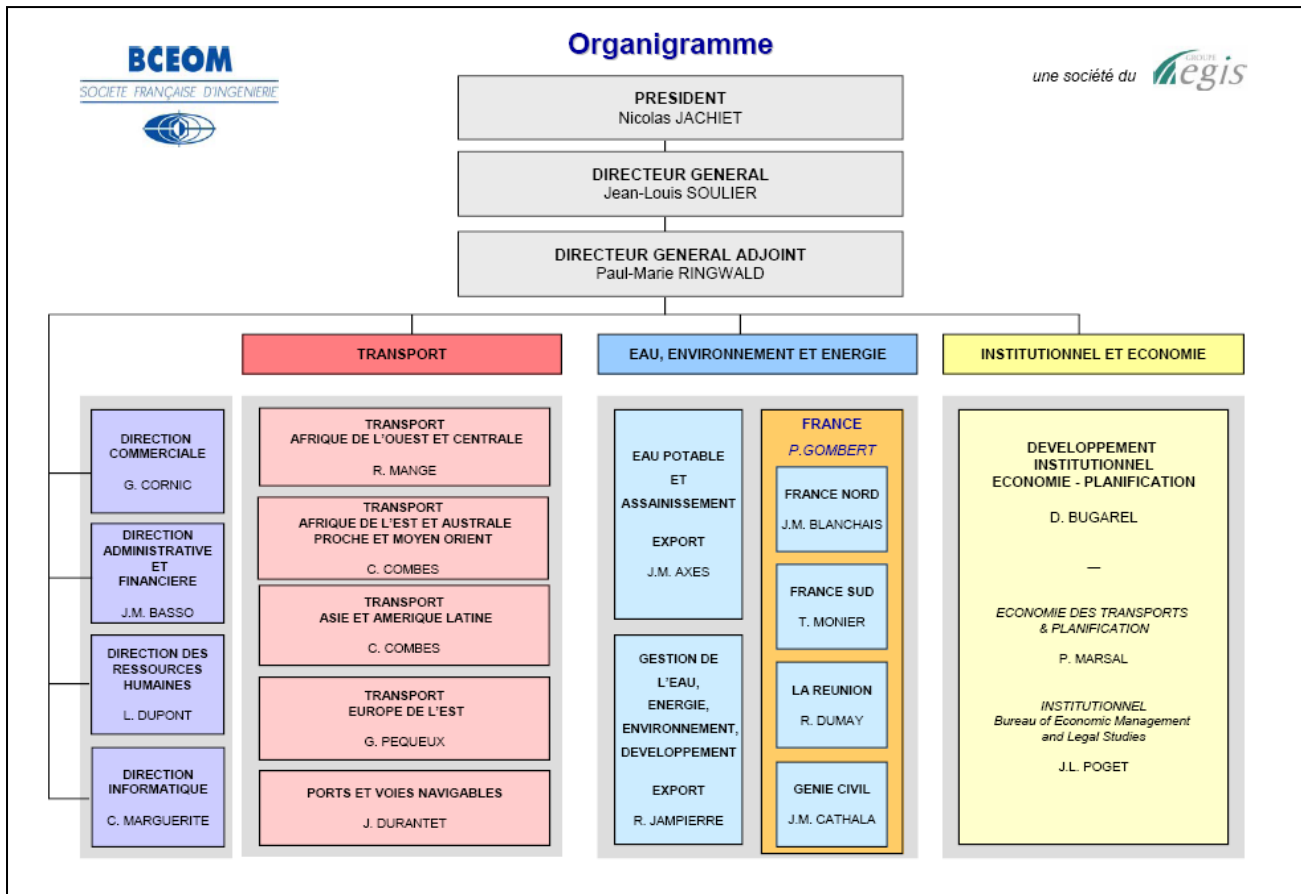 Organigramme
BCEOM
SOCIETE FRANÇAISE D'INGENIERIE
une société du
GROUPE
egis
PRESIDENT
Nicolas JACHIET
DIRECTEUR GENERAL
Jean-Louis SOULIER
DIRECTEUR GENERAL ADJOINT
Paul-Marie RINGWALD
TRANSPORT
EAU, ENVIRONNEMENT ET ENERGIE
INSTITUTIONNEL ET ECONOMIE
DIRECTION
COMMERCIALE
G. CORNIC
DIRECTION
ADMINISTRATIVE
ET
FINANCIERE
J.M. BASSO
DIRECTION DES
RESSOURCES
HUMAINES
L. DUPONT
DIRECTION
INFORMATIQUE
C. MARGUERITE
TRANSPORT
AFRIQUE DE L'OUEST ET CENTRALE
R. MANGE
TRANSPORT
AFRIQUE DE L'EST ET AUSTRALE
PROCHE ET MOYEN ORIENT
C. COMBES
TRANSPORT
ASIE ET AMERIQUE LATINE
C. COMBES
TRANSPORT
EUROPE DE L'EST
G. PEQUEUX
PORTS ET VOIES NAVIGABLES
J. DURANTET
EAU POTABLE
ET
ASSAINISSEMENT
EXPORT
J.M. AXES
GESTION DE
L'EAU,
ENERGIE,
ENVIRONNEMENT,
DEVELOPPEMENT
EXPORT
R. JAMPIERRE
FRANCE
P.GOMBERT
FRANCE NORD
J.M. BLANCHAIS
FRANCE SUD
T. MONIER
LA REUNION
R. DUMAY
GENIE CIVIL
J.M. CATHALA
DEVELOPPEMENT
INSTITUTIONNEL
ECONOMIE - PLANIFICATION
D. BUGAREL
—
ECONOMIE DES TRANSPORTS
& PLANIFICATION
P. MARSAL
INSTITUTIONNEL
Bureau of Economic Management
and Legal Studies
J.L. POGET